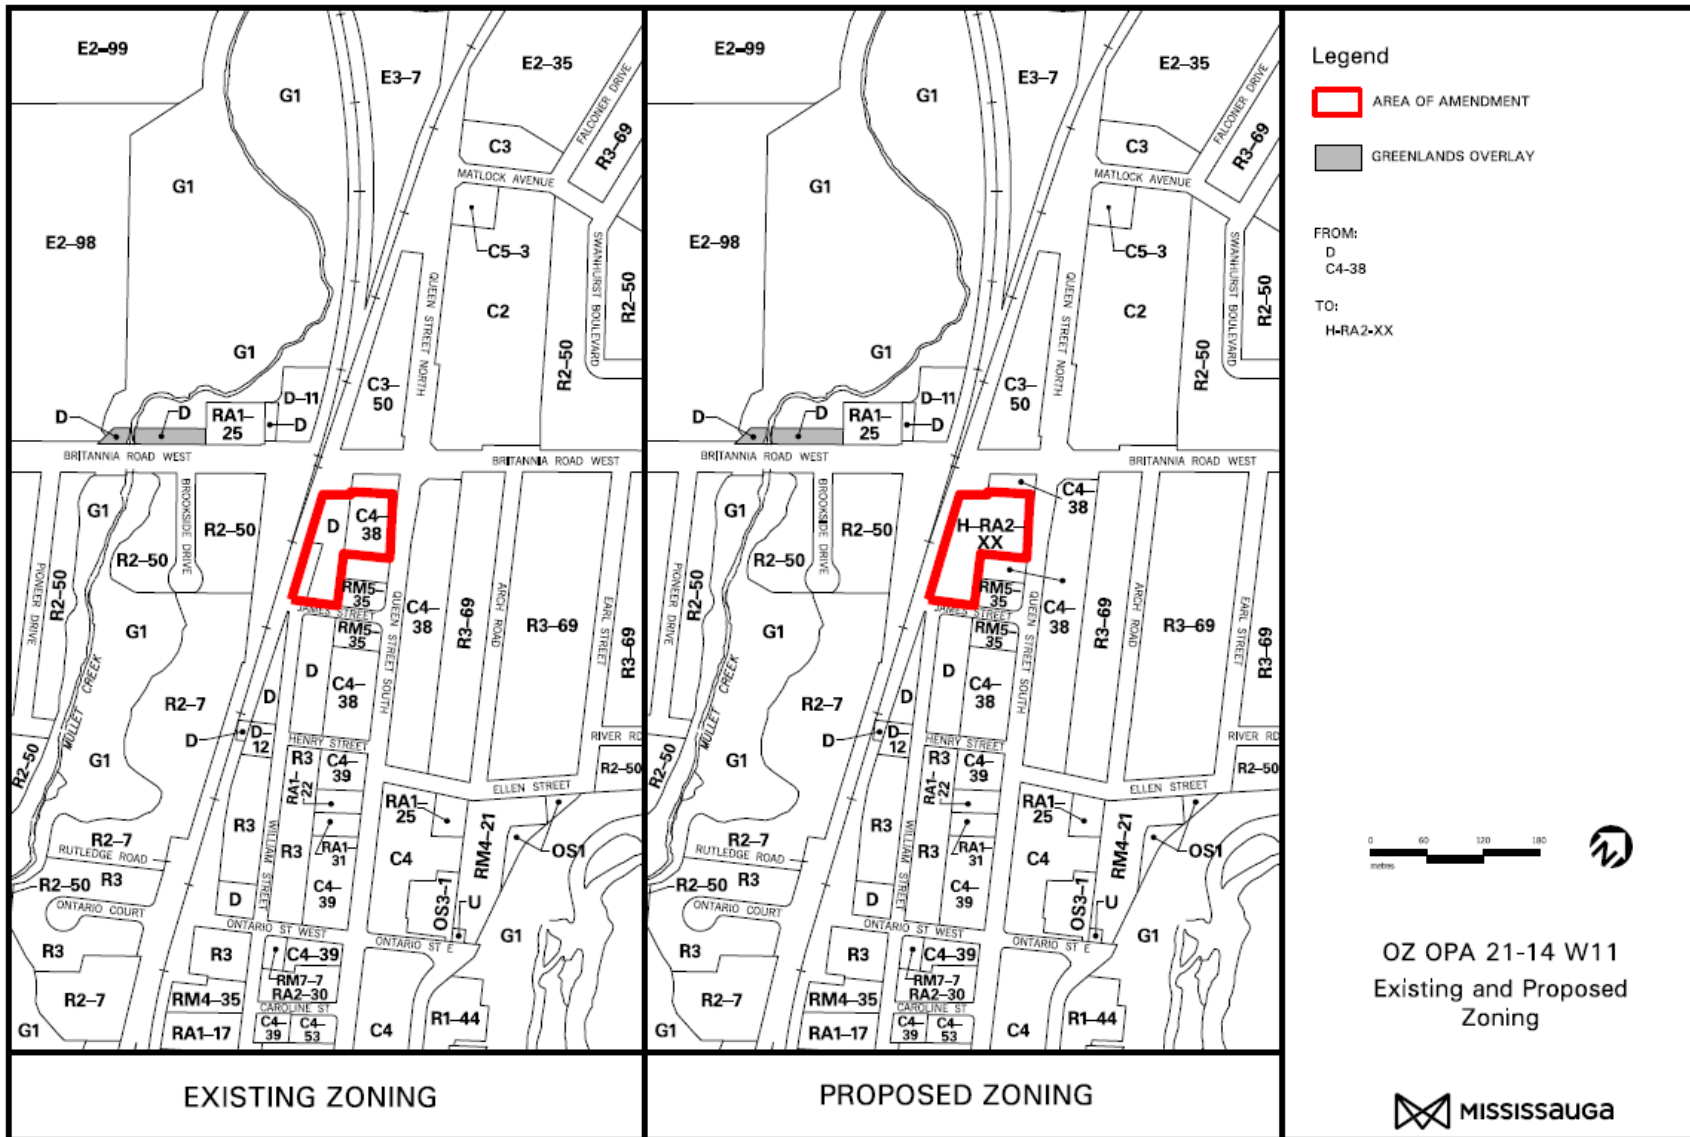 E2–99
G1
E3–7
E2–35
FALCONER DRIVE
R3–69
C3
MATLOCK AVENUE
G1
E2–98
C5–3
SWANHURST BOULEVARD
R2–50
QUEEN STREET NORTH
C2
G1
R2–50
C3–
50
D–11
D
D
RA1–
25
D
BRITANNIA ROAD WEST
BRITANNIA ROAD WEST
G1
BROOKSIDE DRIVE
R2–50
D
C4–
38
R2–50
PIONEER DRIVE
R2–50
RM5–
35
JAMES STREET
QUEEN STREET SOUTH
C4–
38
R3–69
ARCH ROAD
R3–69
EARL STREET
R3–69
G1
RM5–
35
MULLET CREEK
D
C4–
38
R2–7
D
D
D–
12
HENRY STREET
RIVER RD
R2–50
G1
R2–50
R3
C4–
39
RA1–
22
ELLEN STREET
RA1–
25
R2–7
R3
WILLIAM STREET
R3
RA1–
31
RM4–21
OS1
RUTLEDGE ROAD
C4
R2–50
R3
C4–
39
OS3–1
U
ONTARIO COURT
D
ONTARIO ST WEST
ONTARIO ST E
G1
R3
R3
C4–39
RM7–7
RA2–30
R2–7
RM4–35
CAROLINE ST
G1
RA1–17
C4–
39
C4–
53
C4
R1–44
EXISTING ZONING
E2–99
G1
E3–7
E2–35
FALCONER DRIVE
R3–69
C3
MATLOCK AVENUE
G1
E2–98
C5–3
SWANHURST BOULEVARD
R2–50
QUEEN STREET NORTH
C2
G1
R2–50
C3–
50
D–11
D
D
RA1–
25
D
BRITANNIA ROAD WEST
BRITANNIA ROAD WEST
G1
BROOKSIDE DRIVE
R2–50
C4–
38
H–RA2–
XX
R2–50
PIONEER DRIVE
R2–50
RM5–
35
JAMES STREET
QUEEN STREET SOUTH
C4–
38
R3–69
ARCH ROAD
R3–69
EARL STREET
R3–69
G1
RM5–
35
MULLET CREEK
D
C4–
38
R2–7
D
D
D–
12
HENRY STREET
RIVER RD
R2–50
G1
R2–50
R3
C4–
39
RA1–
22
ELLEN STREET
RA1–
25
R2–7
R3
WILLIAM STREET
R3
RA1–
31
RM4–21
OS1
RUTLEDGE ROAD
C4
R2–50
R3
C4–
39
OS3–1
U
ONTARIO COURT
D
ONTARIO ST WEST
ONTARIO ST E
G1
R3
R3
C4–39
RM7–7
RA2–30
R2–7
RM4–35
CAROLINE ST
G1
RA1–17
C4–
39
C4–
53
C4
R1–44
PROPOSED ZONING
Legend
AREA OF AMENDMENT
GREENLANDS OVERLAY
FROM:
D
C4-38
TO:
H-RA2-XX
0 60 120 180
metres
N
OZ OPA 21-14 W11
Existing and Proposed
Zoning
MISSISSAUGA